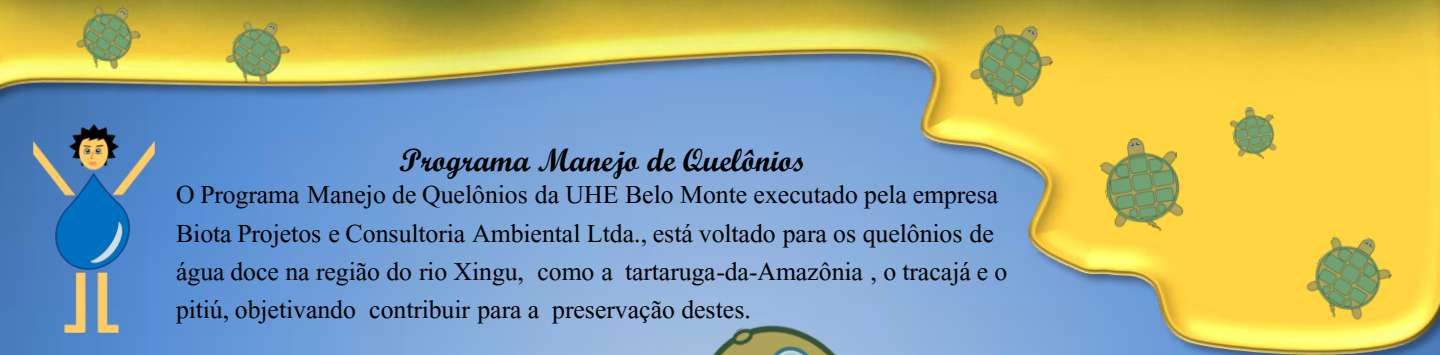 Programa Manejo de Quelônios
O Programa Manejo de Quelônios da UHE Belo Monte executado pela empresa
Biota Projetos e Consultoria Ambiental Ltda., está voltado para os quelônios de
água doce na região do rio Xingu, como a tartaruga-da-Amazônia , o tracajá e o
pitiú, objetivando contribuir para a preservação destes.